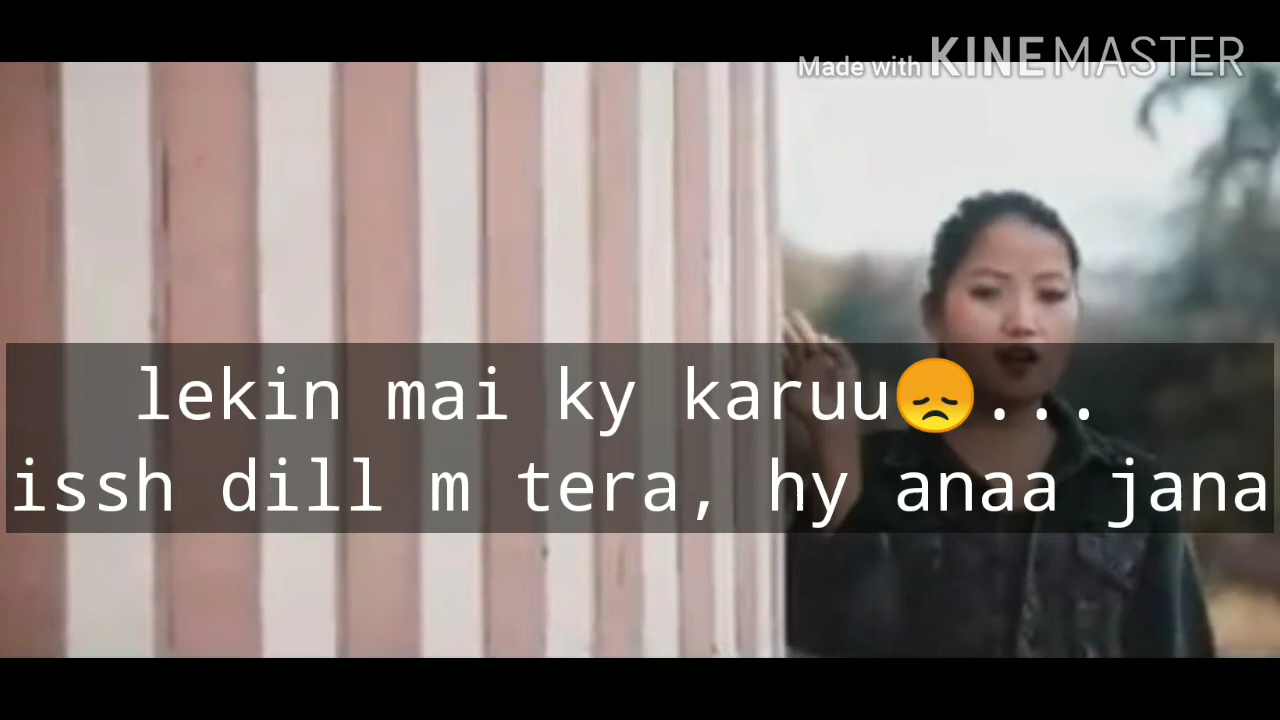 Made with KINEMASTER
lekin mai ky karuu😞...
issh dill m tera, hy anaa jana